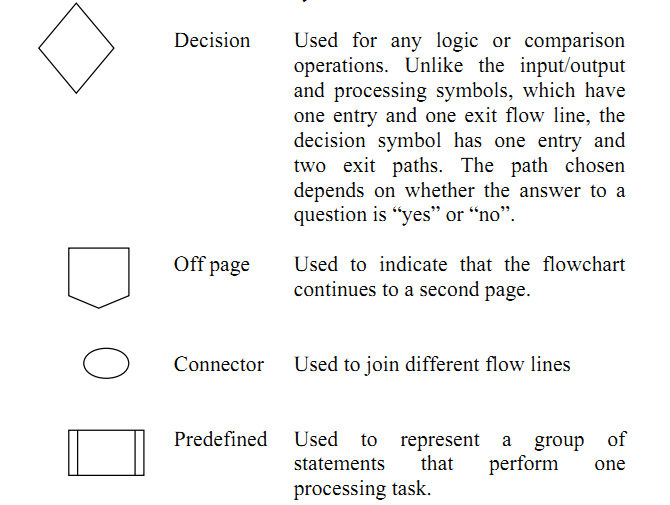 Decision Used for any logic or comparison
operations. Unlike the input/output
and processing symbols, which have
one entry and one exit flow line, the
decision symbol has one entry and
two exit paths. The path chosen
depends on whether the answer to a
question is “yes” or “no”.
Off page Used to indicate that the flowchart
continues to a second page.
Connector Used to join different flow lines
Predefined Used to represent a group of
statements that perform one
processing task.